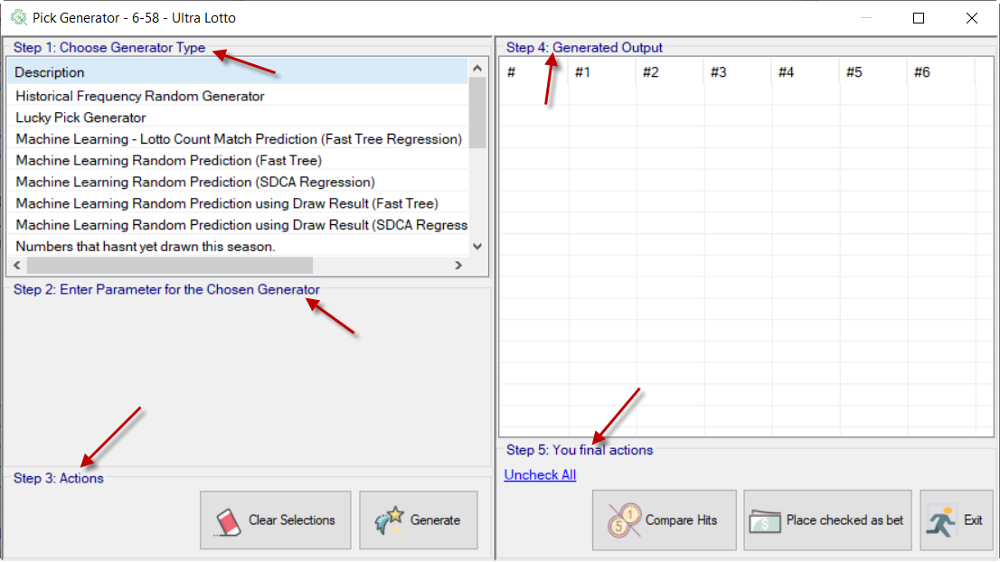 Pick Generator - 6-58 - Ultra Lotto
Step 1: Choose Generator Type
Description
Historical Frequency Random Generator
Lucky Pick Generator
Machine Learning - Lotto Count Match Prediction (Fast Tree Regression)
Machine Learning Random Prediction (Fast Tree)
Machine Learning Random Prediction (SDCA Regression)
Machine Learning Random Prediction using Draw Result (Fast Tree)
Machine Learning Random Prediction using Draw Result (SDCA Regress
Numbers that hasnt yet drawn this season.
Step 2: Enter Parameter for the Chosen Generator
Step 3: Actions
Clear Selections
Generate
Step 4: Generated Output
# #1 #2 #3 #4 #5 #6
Step 5: You final actions
Uncheck All
5 1 Compare Hits
$ Place checked as bet
Exit